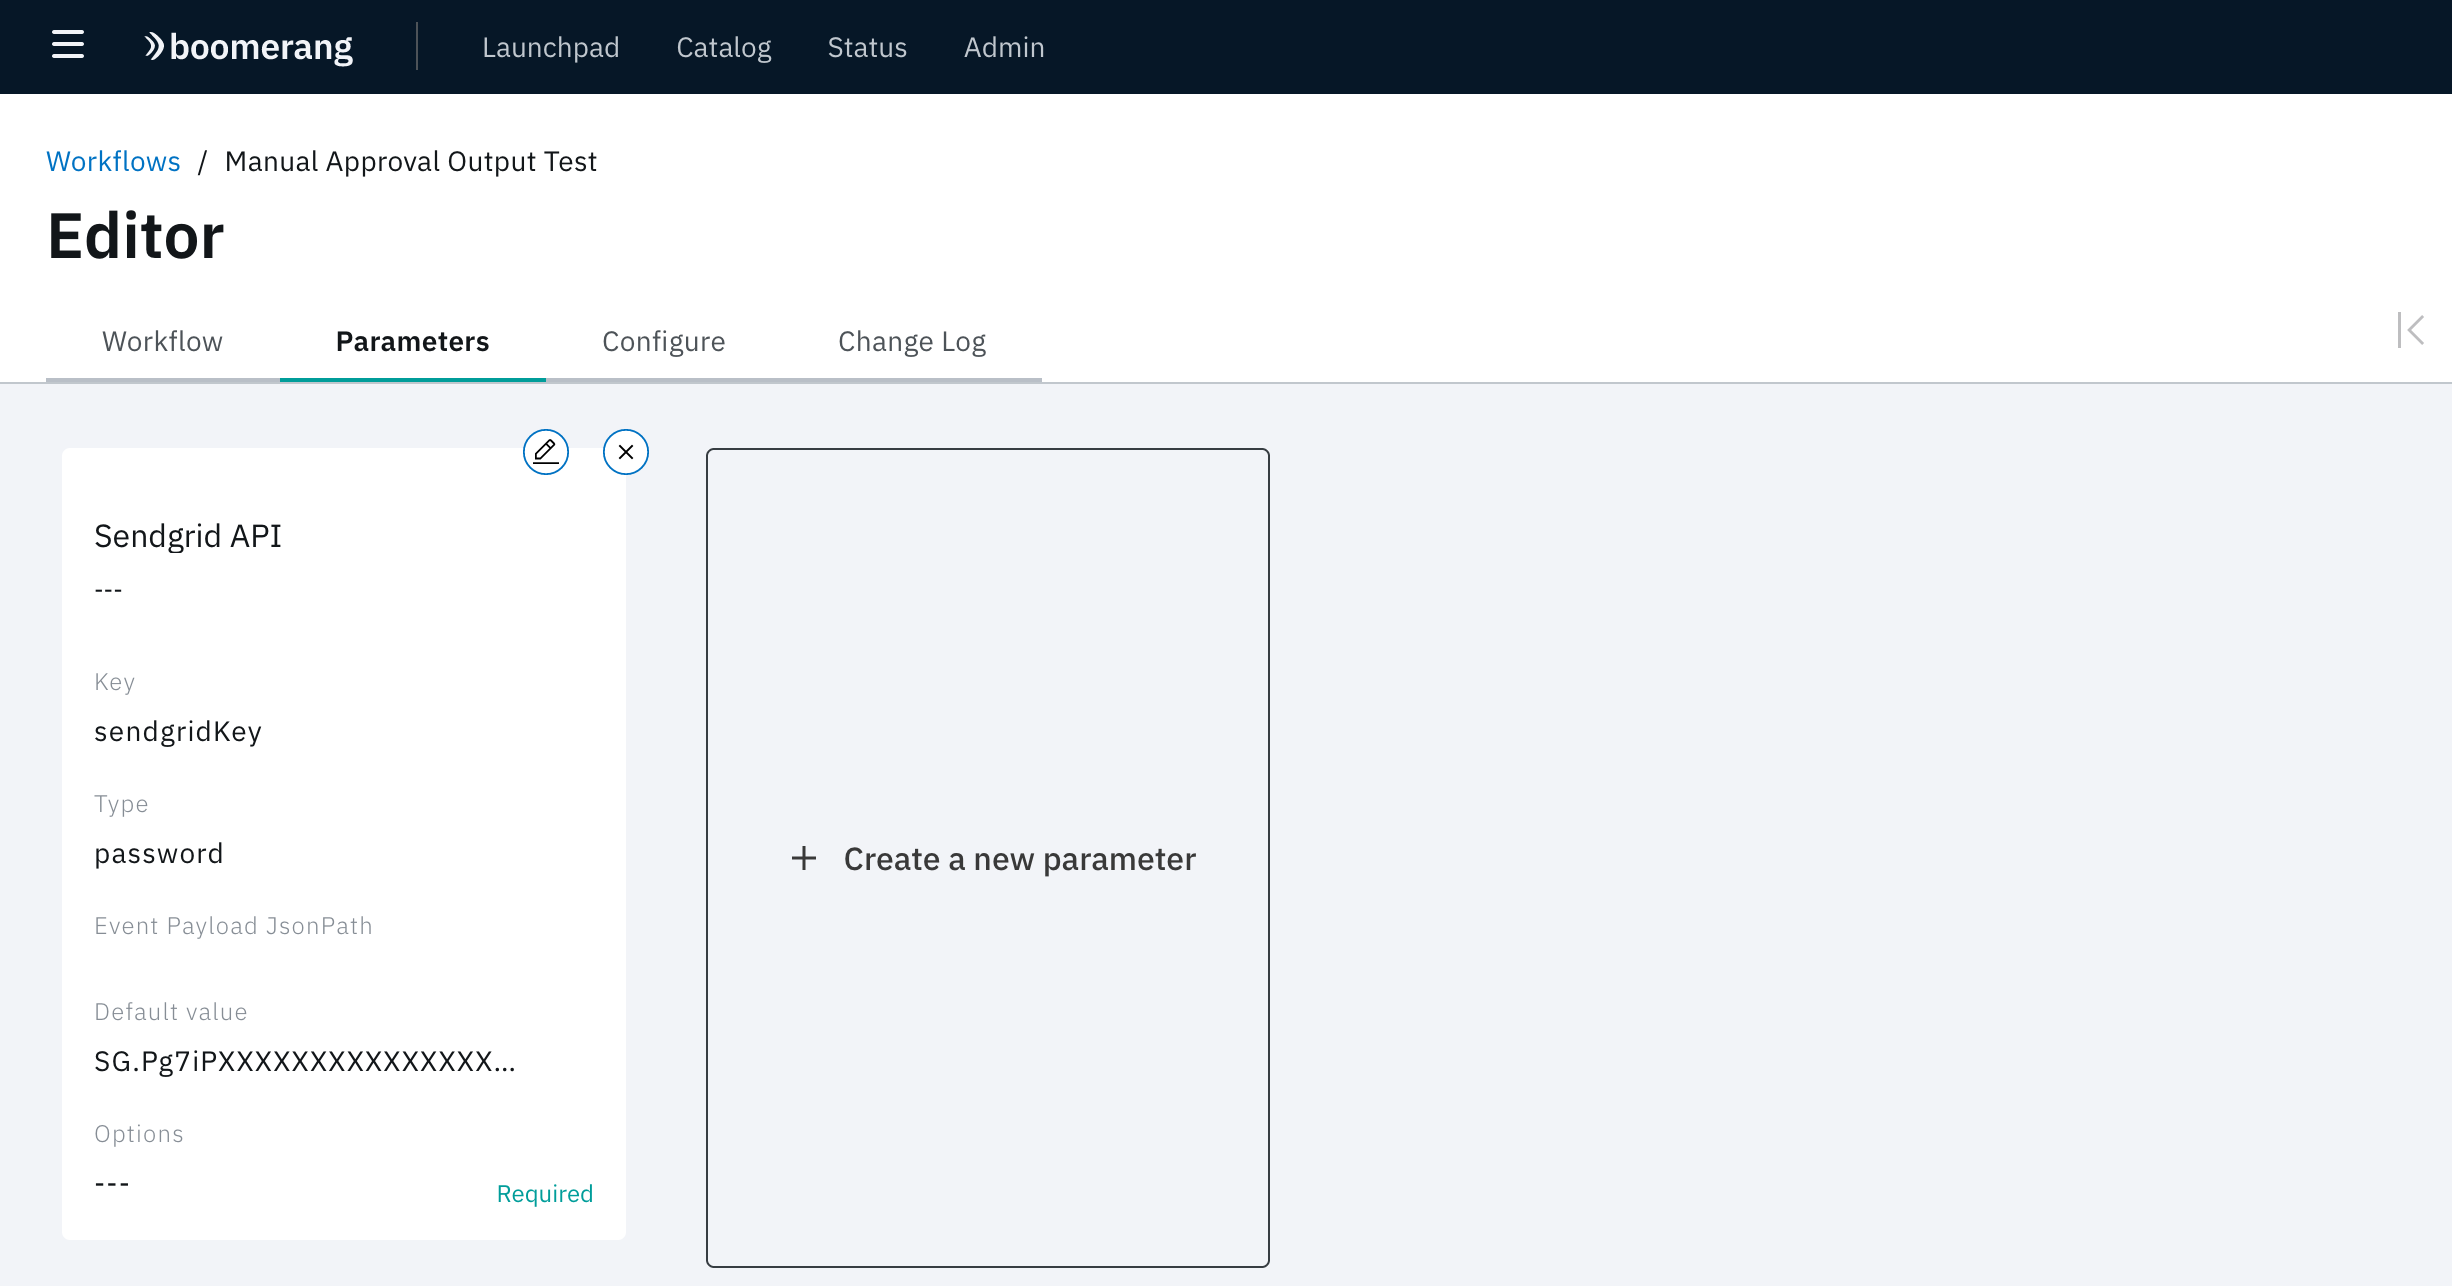 boomerang Launchpad Catalog Status Admin
Workflows / Manual Approval Output Test
Editor
Workflow Parameters Configure Change Log
Sendgrid API
---
Key
sendgridKey
Type
password
Event Payload JsonPath
Default value
SG.Pg7iPXXXXXXXXXXXXXXX...
Options
---
Required
+ Create a new parameter